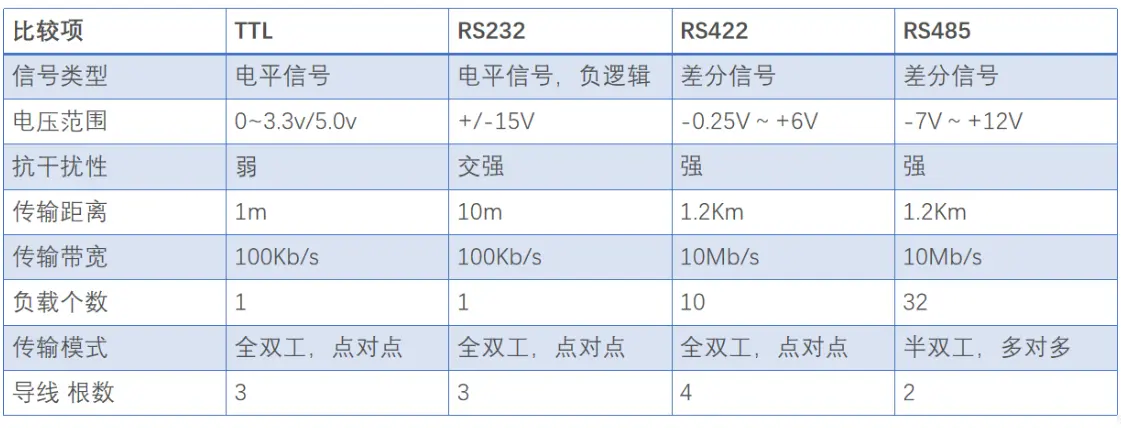 比较项 TTL RS232 RS422 RS485
信号类型 电平信号 电平信号，负逻辑 差分信号 差分信号
电压范围 0~3.3v/5.0v +/-15V -0.25V ~ +6V -7V ~ +12V
抗干扰性 弱 交强 强 强
传输距离 1m 10m 1.2Km 1.2Km
传输带宽 100Kb/s 100Kb/s 10Mb/s 10Mb/s
负载个数 1 1 10 32
传输模式 全双工，点对点 全双工，点对点 全双工，点对点 半双工，多对多
导线 根数 3 3 4 2